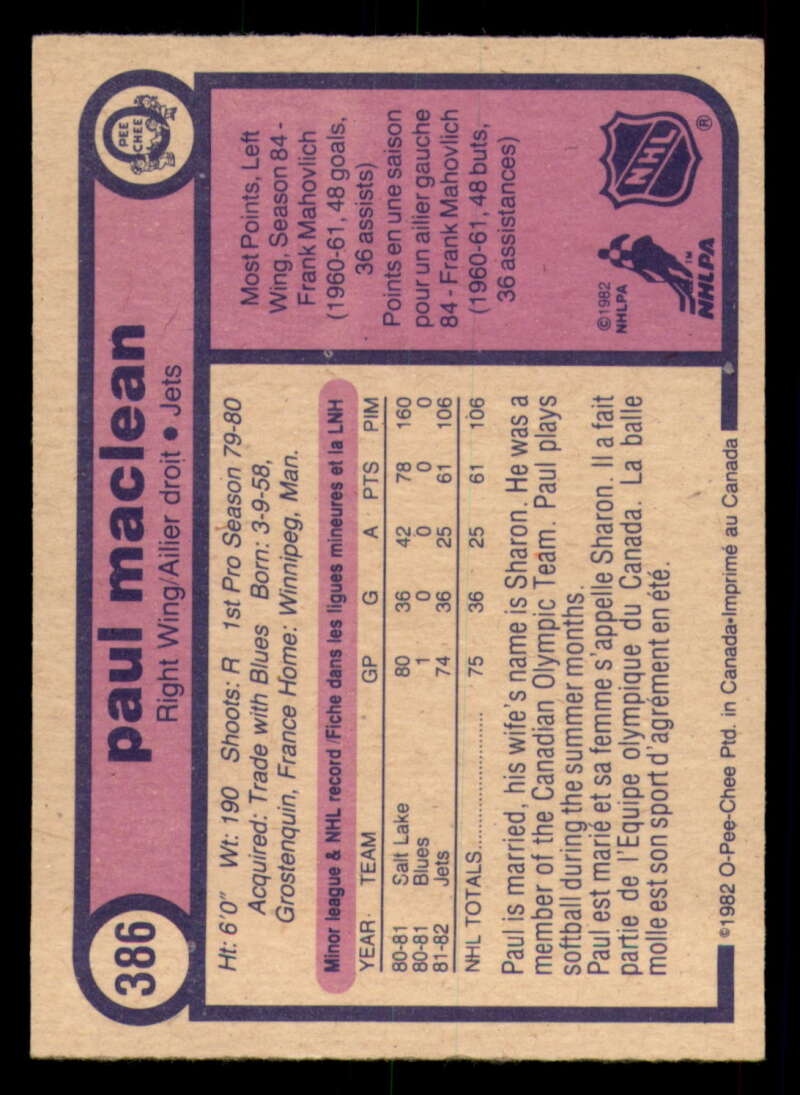 386
paul maclean
Right Wing/Ailier droit • Jets
O
PEE
CHEE
Ht: 6'0" Wt: 190 Shoots: R 1st Pro Season 79-80
Acquired: Trade with Blues Born: 3-9-58,
Grostenquin, France Home: Winnipeg, Man.
Minor league & NHL record/Fiche dans les ligues mineures et la LNH
YEAR TEAM GP G A PTS PIM
80-81 Salt Lake 80 36 42 78 160
80-81 Blues 1 0 0 0 0
81-82 Jets 74 36 25 61 106
NHL TOTALS 75 36 25 61 106
Paul is married, his wife's name is Sharon. He was a
member of the Canadian Olympic Team. Paul plays
softball during the summer months.
Paul est marié et sa femme s'appelle Sharon. Il a fait
partie de l'Equipe olympique du Canada. La balle
molle est son sport d'agrément en été.
Most Points, Left
Wing, Season 84 -
Frank Mahovlich
(1960-61, 48 goals,
36 assists)
Points en une saison
pour un ailier gauche
84 - Frank Mahovlich
(1960-61, 48 buts,
36 assistances)
©1982
NHLPA
NHLPA
TM
NHL
®
©1982 O-Pee-Chee Ptd. in Canada•Imprimé au Canada